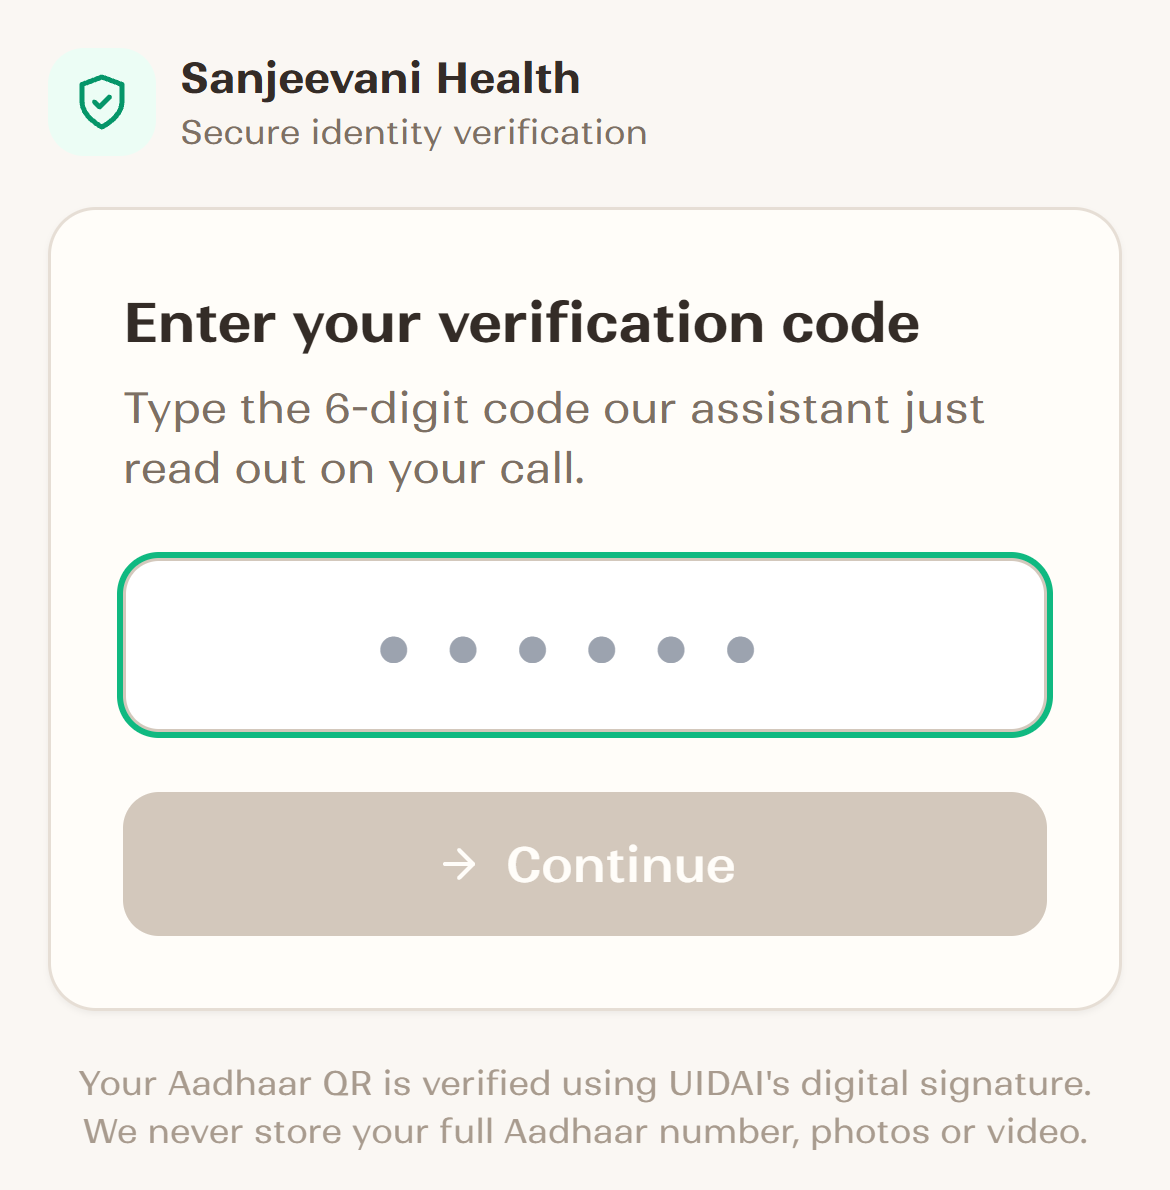 Sanjeevani Health
Secure identity verification
Enter your verification code
Type the 6-digit code our assistant just
read out on your call.
→ Continue
Your Aadhaar QR is verified using UIDAI's digital signature.
We never store your full Aadhaar number, photos or video.